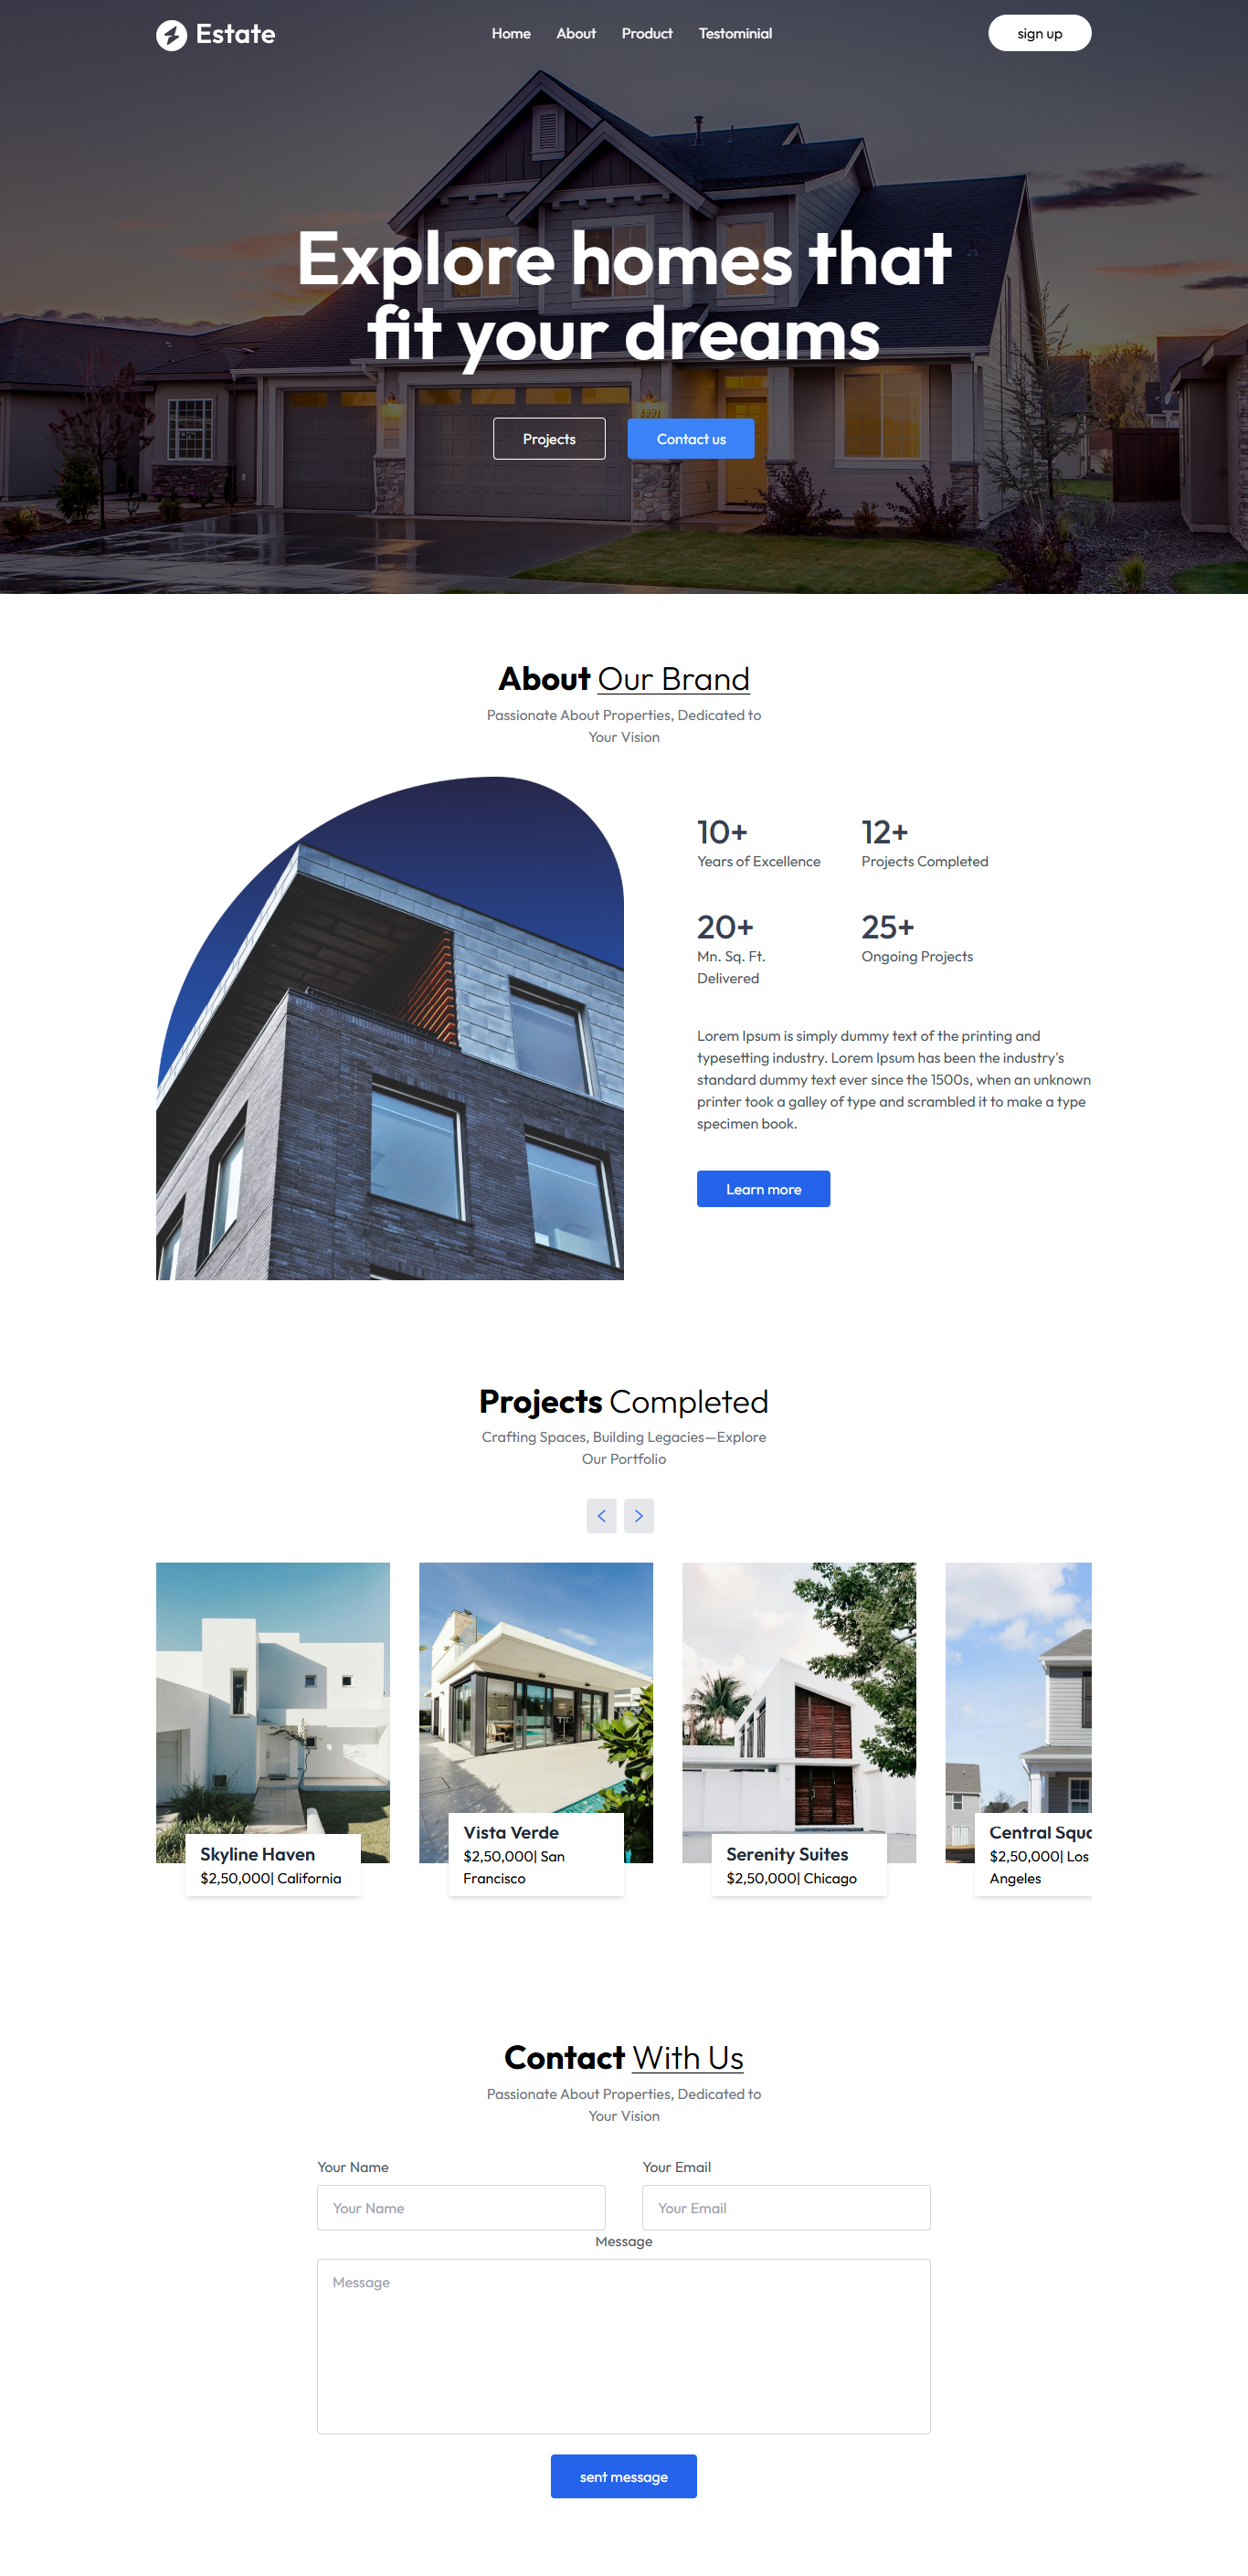 Estate
Home About Product Testominial
sign up
Explore homes that
fit your dreams
5991
Projects
Contact us
About Our Brand
Passionate About Properties, Dedicated to
Your Vision
10+
Years of Excellence
12+
Projects Completed
20+
Mn. Sq. Ft.
Delivered
25+
Ongoing Projects
Lorem Ipsum is simply dummy text of the printing and
typesetting industry. Lorem Ipsum has been the industry's
standard dummy text ever since the 1500s, when an unknown
printer took a galley of type and scrambled it to make a type
specimen book.
Learn more
Projects Completed
Crafting Spaces, Building Legacies—Explore
Our Portfolio
Skyline Haven
$2,50,000| California
Vista Verde
$2,50,000| San
Francisco
Serenity Suites
$2,50,000| Chicago
Central
$2,50,000| Los
Angeles
Contact With Us
Passionate About Properties, Dedicated to
Your Vision
Your Name
Your Name
Your Email
Your Email
Message
Message
sent message